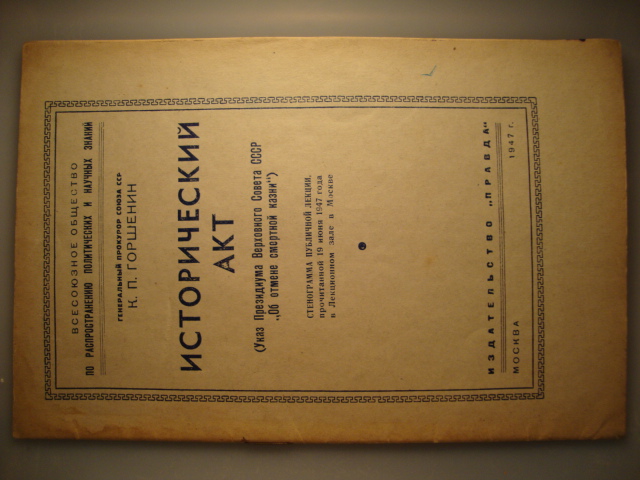 ВСЕСОЮЗНОЕ ОБЩЕСТВО
ПО РАСПРОСТРАНЕНИЮ ПОЛИТИЧЕСКИХ И НАУЧНЫХ ЗНАНИЙ
ГЕНЕРАЛЬНЫЙ ПРОКУРОР СОЮЗА ССР
К. П. ГОРШЕНИН
ИСТОРИЧЕСКИЙ
АКТ
(Указ Президиума Верховного Совета СССР
„Об отмене смертной казни")
СТЕНОГРАММА ПУБЛИЧНОЙ ЛЕКЦИИ,
прочитанной 19 июня 1947 года
в Лекционном зале в Москве
ИЗДАТЕЛЬСТВО „ПРАВДА"
МОСКВА 1947 г.